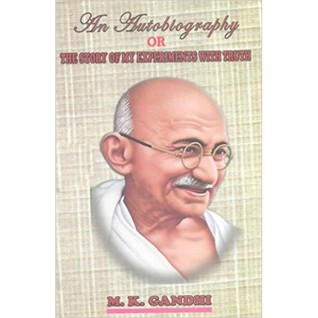 An Autobiography
OR
THE STORY OF MY EXPERIMENTS WITH TRUTH
M. K. GANDHI